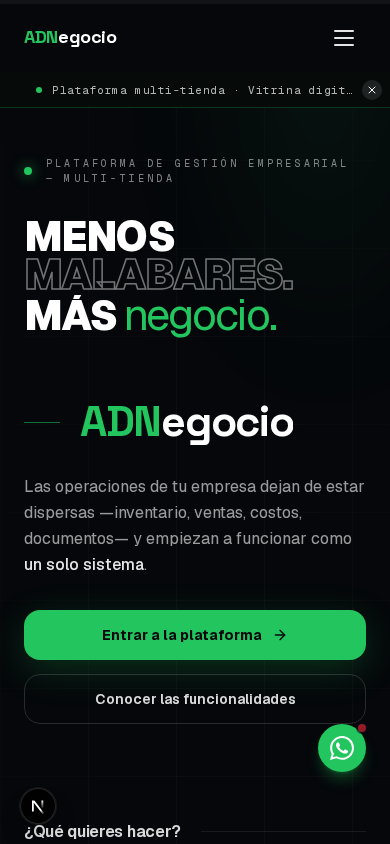 ADNegocio
Plataforma multi-tienda · Vitrina digit…
PLATAFORMA DE GESTIÓN EMPRESARIAL
— MULTI-TIENDA
MENOS
MALABARES.
MÁS negocio.
ADNegocio
Las operaciones de tu empresa dejan de estar
dispersas —inventario, ventas, costos,
documentos— y empiezan a funcionar como
un solo sistema.
Entrar a la plataforma →
Conocer las funcionalidades
N
¿Qué quieres hacer?